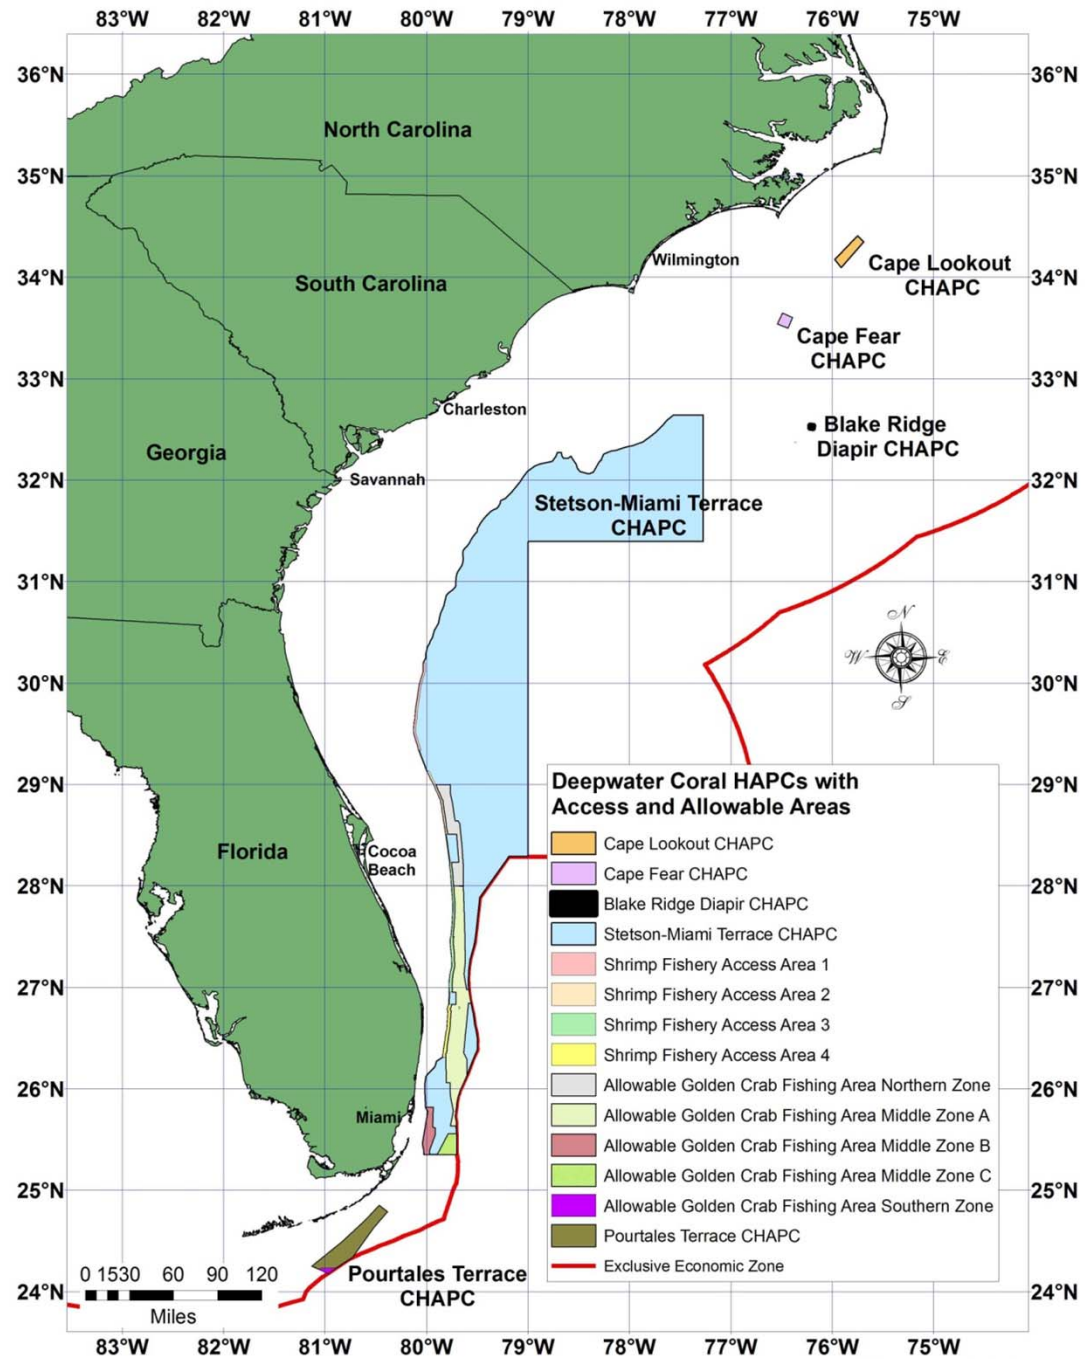 83°W 82°W 81°W 80°W 79°W 78°W 77°W 76°W 75°W
36°N 36°N
North Carolina
35°N 35°N
Wilmington
Cape Lookout
CHAPC
34°N 34°N
South Carolina
Cape Fear
CHAPC
33°N 33°N
Charleston
Blake Ridge
Diapir CHAPC
Georgia
32°N 32°N
Savannah
Stetson-Miami Terrace
CHAPC
31°N 31°N
N
W E
S
30°N 30°N
29°N 29°N
Deepwater Coral HAPCs with
Access and Allowable Areas
Cape Lookout CHAPC
Cape Fear CHAPC
Blake Ridge Diapir CHAPC
Stetson-Miami Terrace CHAPC
Shrimp Fishery Access Area 1
Shrimp Fishery Access Area 2
Shrimp Fishery Access Area 3
Shrimp Fishery Access Area 4
Allowable Golden Crab Fishing Area Northern Zone
Allowable Golden Crab Fishing Area Middle Zone A
Allowable Golden Crab Fishing Area Middle Zone B
Allowable Golden Crab Fishing Area Middle Zone C
Allowable Golden Crab Fishing Area Southern Zone
Pourtales Terrace CHAPC
Exclusive Economic Zone
Florida
Cocoa
Beach
28°N 28°N
27°N 27°N
26°N 26°N
Miami
25°N 25°N
Pourtales Terrace
CHAPC
0 1530 60 90 120
Miles
24°N 24°N
83°W 82°W 81°W 80°W 79°W 78°W 77°W 76°W 75°W